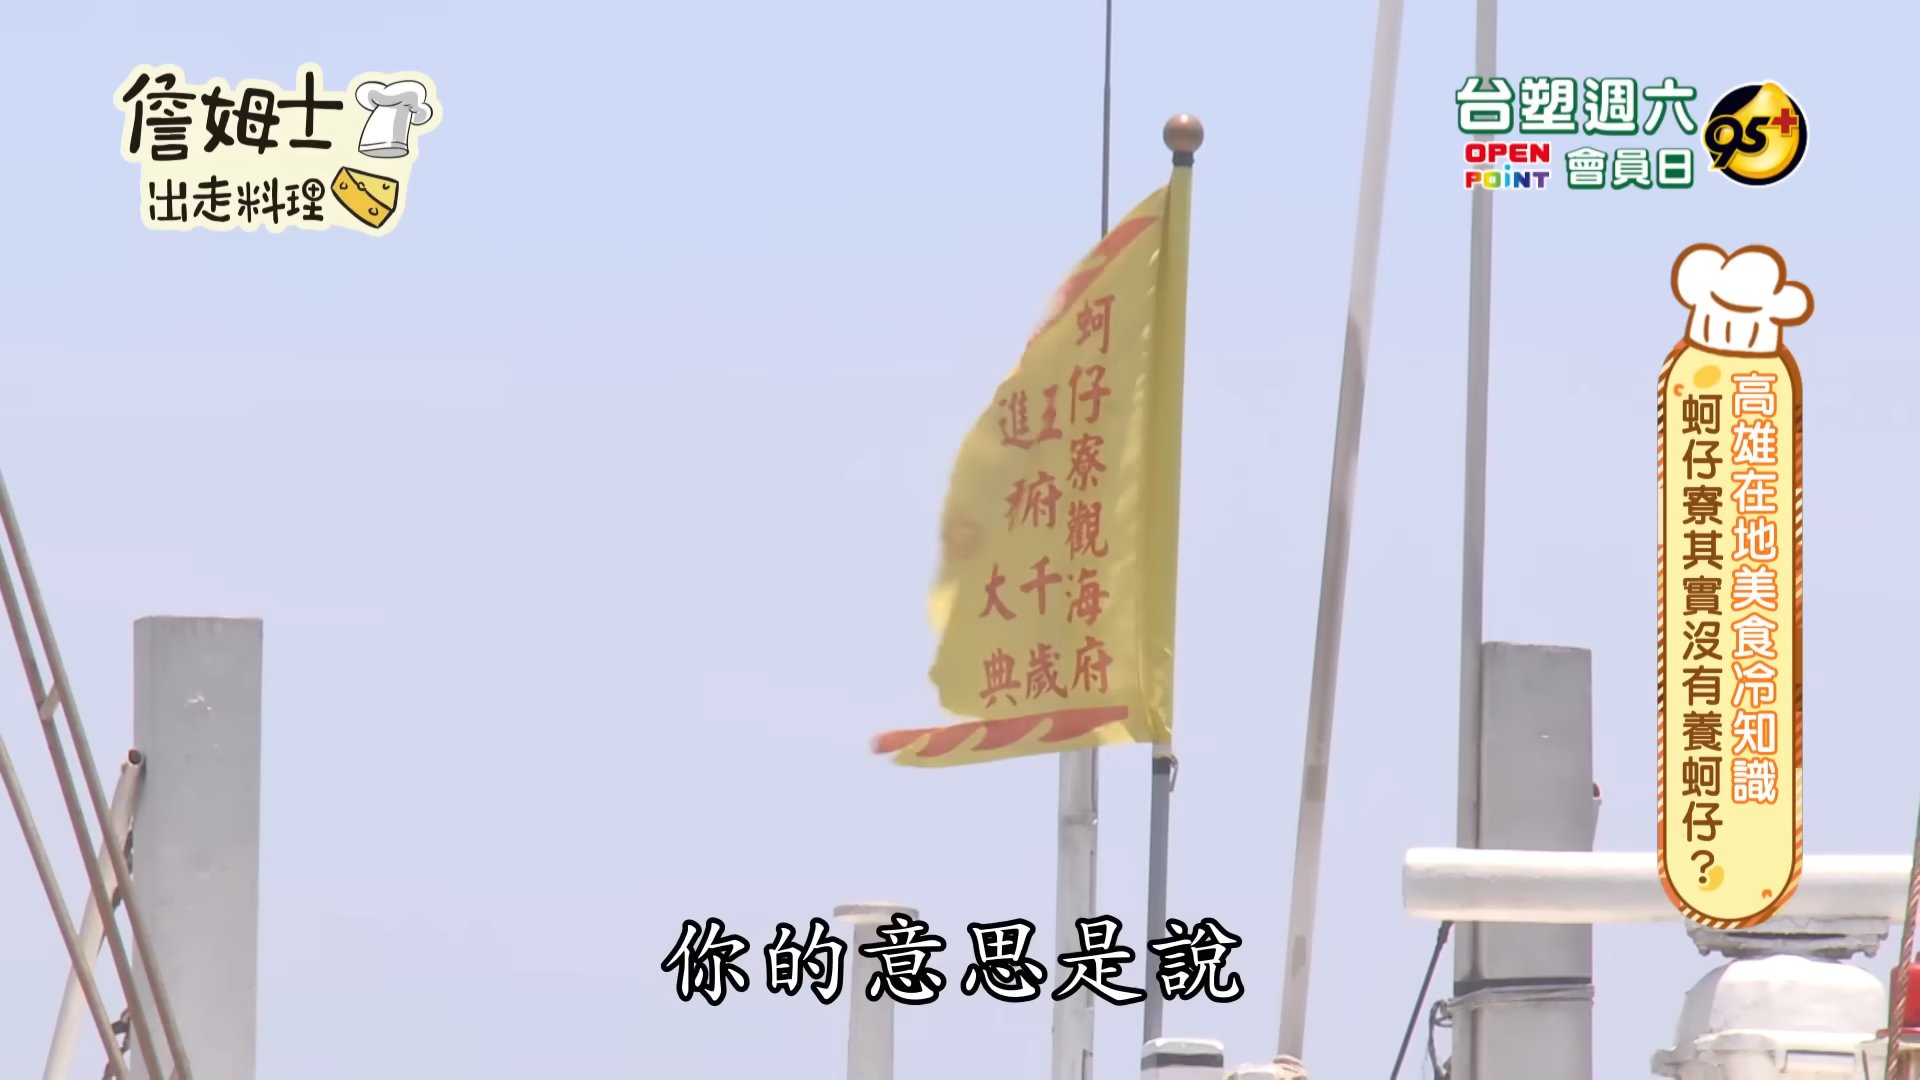 詹姆士
出走料理
台塑週六
OPEN POINT 會員日
95+
高雄在地美食冷知識
蚵仔寮其實沒有養蚵仔？
蚵仔寮觀海府
王府千歲
進
大典
你的意思是說